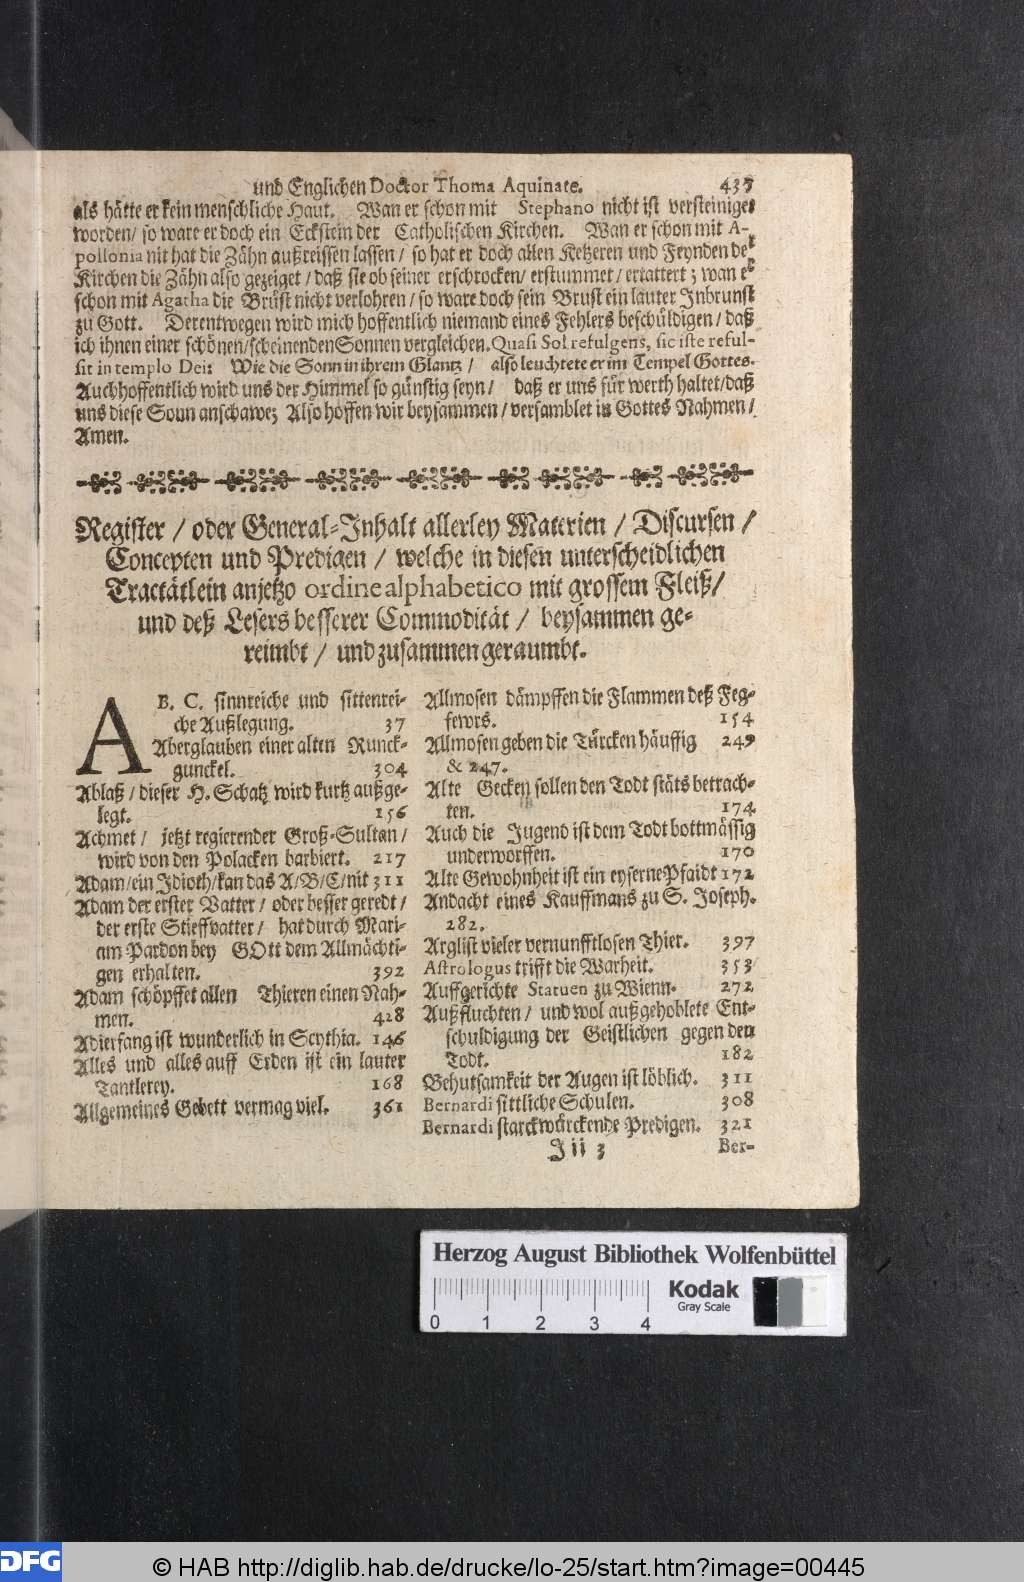 und Englichen Doctor Thoma Aquinate. 437
als hätte er kein menschliche Haut. Wan er schon mit Stephano nicht ist versteiniget
worden/ so ware er doch ein Eckstein der Catholischen Kirchen. Wan er schon mit A-
pollonia nit hat die Zähn außreissen lassen/ so hat er doch allen Ketzeren und Feynden der
Kirchen die Zähn also gezeiget/ daß sie ob seiner erschrocken/ erstummet/ ertattert; wan er
schon mit Agatha die Brüst nicht verlohren/ so ware doch sein Brust ein lauter Inbrunst
zu Gott. Derentwegen wird mich hoffentlich niemand eines Fehlers beschüldigen/ daß
ich ihnen einer schönen/scheinenden Sonnen vergleichen. Quasi Sol refulgens, sic iste reful-
sit in templo Dei: Wie die Sonn in ihrem Glantz/ also leuchtete er im Tempel Gottes.
Auch hoffentlich wird uns der Himmel so günstig seyn/ daß er uns für werth haltet/daß
uns diese Sonn anschawe; Also hoffen wir beysammen/ versamblet in Gottes Nahmen/
Amen.
Register/ oder General-Inhalt allerley Materien/ Discursen/
Concepten und Predigen/ welche in diesen unterscheidlichen
Tractätlein anjetzo ordine alphabetico mit grossem Fleiß/
und deß Lesers besserer Commodität/ beysammen ge-
reimbt/ und zusammen geraumbt.
A B. C. sinnreiche und sittenrei-
che Außlegung. 37
Aberglauben einer alten Runck-
gunckel. 304
Ablaß/ dieser H. Schatz wird kurtz außge-
legt. 156
Achmet/ jetzt regierender Groß-Sultan/
wird von den Polacken barbiert. 217
Adam/ein Idioth/kan das A/B/C/nit 311
Adam der erster Vatter/ oder besser geredt/
der erste Stieffvatter/ hat durch Mari-
am Pardon bey GOtt dem Allmächti-
gen erhalten. 392
Adam schöpffet allen Thieren einen Nah-
men. 428
Adlerfang ist wunderlich in Scythia. 146
Alles und alles auff Erden ist ein lauter
Tantlerey. 168
Allgemeines Gebett vermag viel. 361
Allmosen dämpffen die Flammen deß Feg-
fewrs. 154
Allmosen geben die Türcken häuffig 249
& 247.
Alte Gecken sollen den Todt stäts betrach-
ten. 174
Auch die Jugend ist dem Todt bottmässig
underworffen. 170
Alte Gewohnheit ist ein eyserne Pfaidt 172
Andacht eines Kauffmans zu S. Joseph.
282.
Arglist vieler vernunfftlosen Thier. 397
Astrologus trifft die Warheit. 353
Auffgerichte Statuen zu Wienn. 272
Außfluchten/ und wol außgehoblete Ent-
schuldigung der Geistlichen gegen den
Todt. 182
Behutsamkeit der Augen ist löblich. 311
Bernardi sittliche Schulen. 308
Bernardi starckwürckende Predigen. 321
Iii 3 Ber-
Herzog August Bibliothek Wolfenbüttel
Kodak
Gray Scale
0 1 2 3 4
DFG © HAB http://diglib.hab.de/drucke/lo-25/start.htm?image=00445